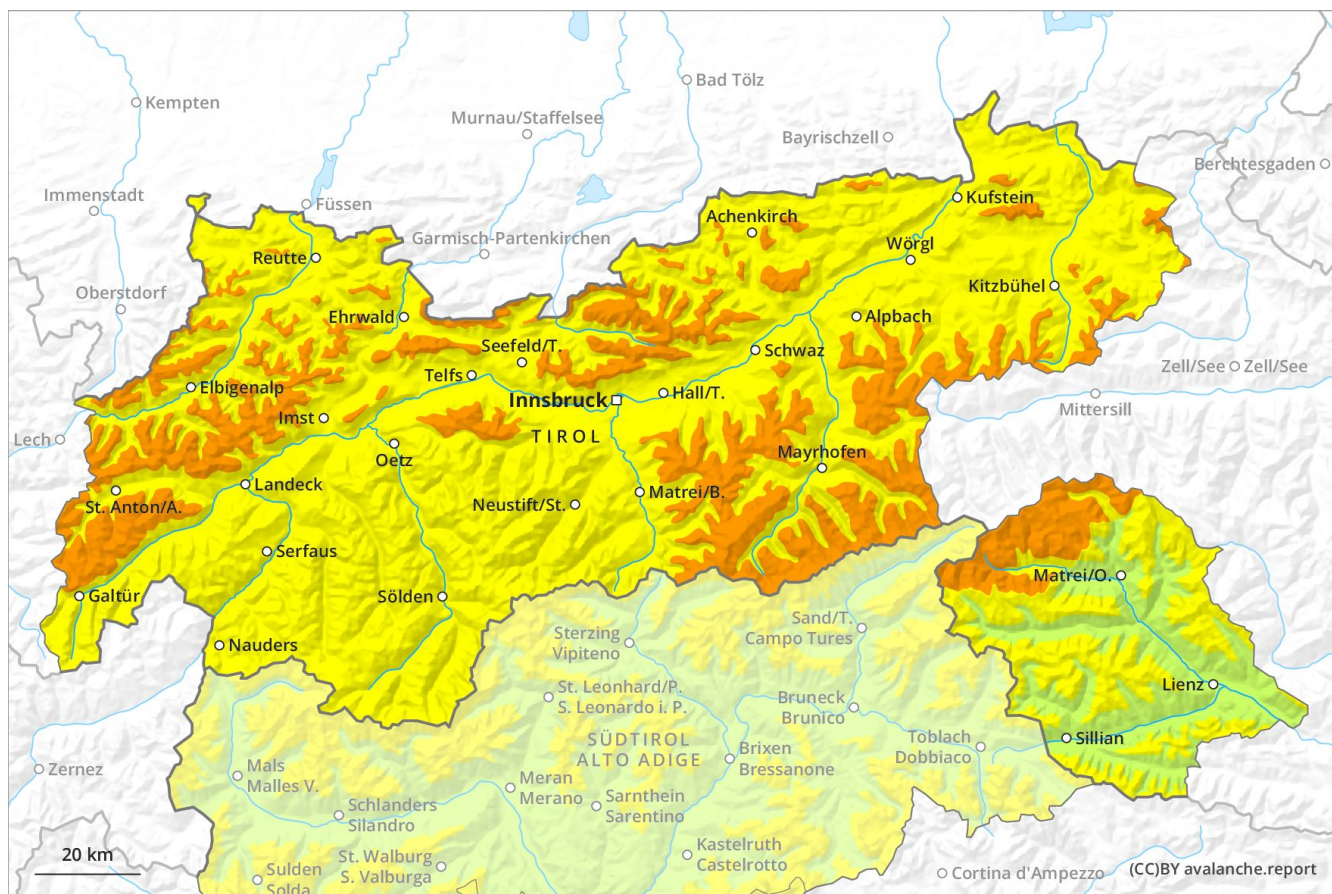 Kempten
Bad Tölz
Murnau/Staffelsee
Bayrischzell
Berchtesgaden
Immenstadt
Füssen
Kufstein
Achenkirch
Garmisch-Partenkirchen
Wörgl
Reutte
Oberstdorf
Kitzbühel
Ehrwald
Alpbach
Seefeld/T.
Schwaz
Telfs
Zell/See
Zell/See
Elbigenalp
Hall/T.
Innsbruck
Mittersill
Imst
Lech
TIROL
Oetz
Mayrhofen
Landeck
Matrei/B.
St. Anton/A.
Neustift/St.
Serfaus
Matrei/O.
Galtür
Sölden
Sand/T.
Campo Tures
Sterzing
Vipiteno
Nauders
Lienz
St. Leonhard/P.
S. Leonardo i. P.
Bruneck
Brunico
SÜDTIROL
ALTO ADIGE
Toblach
Dobbiaco
Sillian
Brixen
Bressanone
Zernez
Mals
Malles V.
Meran
Merano
Sarnthein
Sarentino
Schlanders
Silandro
Kastelruth
Castelrotto
20 km
St. Walburg
S. Valburga
Sulden
Solda
Cortina d'Ampezzo
(CC)BY avalanche.report